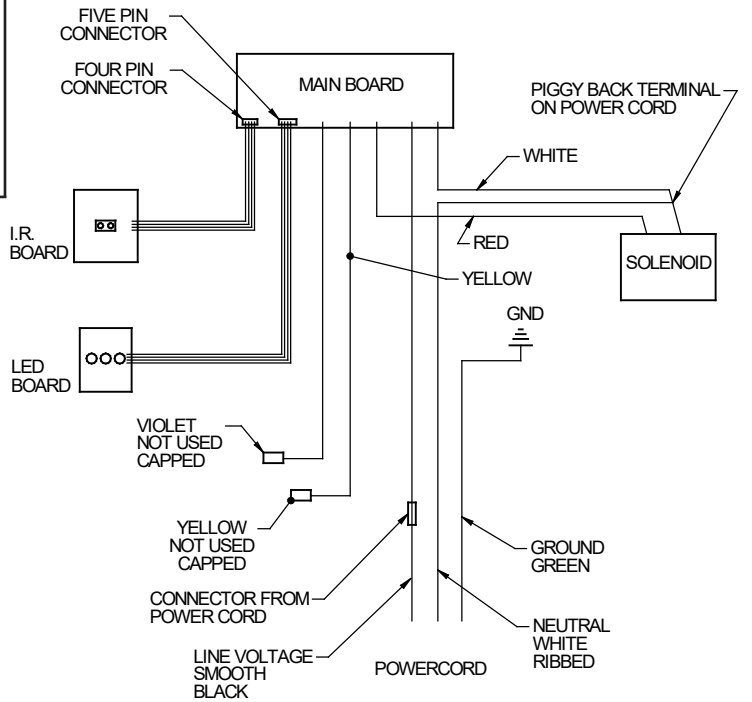 FIVE PIN
CONNECTOR
FOUR PIN
CONNECTOR
MAIN BOARD
PIGGY BACK TERMINAL
ON POWER CORD
WHITE
I.R.
BOARD
RED
SOLENOID
YELLOW
GND
LED
BOARD
VIOLET
NOT USED
CAPPED
YELLOW
NOT USED
CAPPED
GROUND
GREEN
CONNECTOR FROM
POWER CORD
NEUTRAL
WHITE
RIBBED
LINE VOLTAGE
SMOOTH
BLACK
POWERCORD